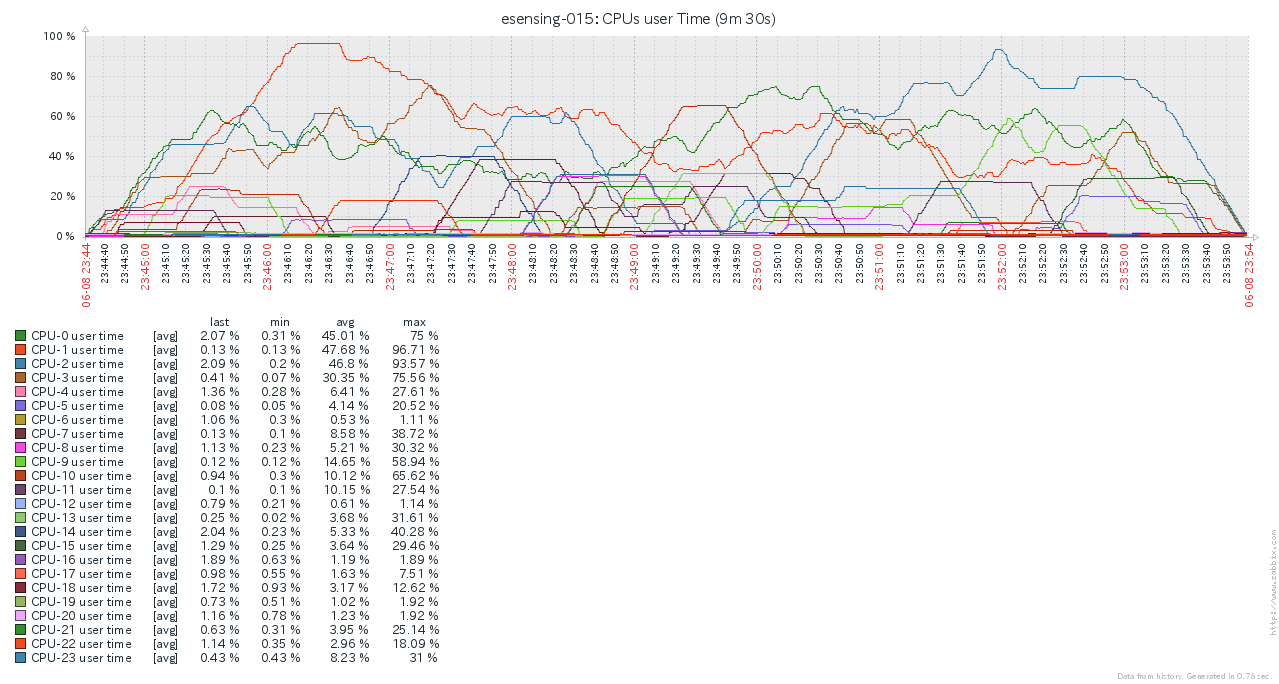 esensing-015: CPUs user Time (9m 30s)
100 %
80 %
60 %
40 %
20 %
0 %
06-08 23:44 23:44:40 23:44:50 23:45:00 23:45:10 23:45:20 23:45:30 23:45:40 23:45:50 23:46:00 23:46:10 23:46:20 23:46:30 23:46:40 23:46:50 23:47:00 23:47:10 23:47:20 23:47:30 23:47:40 23:47:50 23:48:00 23:48:10 23:48:20 23:48:30 23:48:40 23:48:50 23:49:00 23:49:10 23:49:20 23:49:30 23:49:40 23:49:50 23:50:00 23:50:10 23:50:20 23:50:30 23:50:40 23:50:50 23:51:00 23:51:10 23:51:20 23:51:30 23:51:40 23:51:50 23:52:00 23:52:10 23:52:20 23:52:30 23:52:40 23:52:50 23:53:00 23:53:10 23:53:20 23:53:30 23:53:40 23:53:50 06-08 23:54
last min avg max
CPU-0 user time [avg] 2.07 % 0.31 % 45.01 % 75 %
CPU-1 user time [avg] 0.13 % 0.13 % 47.68 % 96.71 %
CPU-2 user time [avg] 2.09 % 0.2 % 46.8 % 93.57 %
CPU-3 user time [avg] 0.41 % 0.07 % 30.35 % 75.56 %
CPU-4 user time [avg] 1.36 % 0.28 % 6.41 % 27.61 %
CPU-5 user time [avg] 0.08 % 0.05 % 4.14 % 20.52 %
CPU-6 user time [avg] 1.06 % 0.3 % 0.53 % 1.11 %
CPU-7 user time [avg] 0.13 % 0.1 % 8.58 % 38.72 %
CPU-8 user time [avg] 1.13 % 0.23 % 5.21 % 30.32 %
CPU-9 user time [avg] 0.12 % 0.12 % 14.65 % 58.94 %
CPU-10 user time [avg] 0.94 % 0.3 % 10.12 % 65.62 %
CPU-11 user time [avg] 0.1 % 0.1 % 10.15 % 27.54 %
CPU-12 user time [avg] 0.79 % 0.21 % 0.61 % 1.14 %
CPU-13 user time [avg] 0.25 % 0.02 % 3.68 % 31.61 %
CPU-14 user time [avg] 2.04 % 0.23 % 5.33 % 40.28 %
CPU-15 user time [avg] 1.29 % 0.25 % 3.64 % 29.46 %
CPU-16 user time [avg] 1.89 % 0.63 % 1.19 % 1.89 %
CPU-17 user time [avg] 0.98 % 0.55 % 1.63 % 7.51 %
CPU-18 user time [avg] 1.72 % 0.93 % 3.17 % 12.62 %
CPU-19 user time [avg] 0.73 % 0.51 % 1.02 % 1.92 %
CPU-20 user time [avg] 1.16 % 0.78 % 1.23 % 1.92 %
CPU-21 user time [avg] 0.63 % 0.31 % 3.95 % 25.14 %
CPU-22 user time [avg] 1.14 % 0.35 % 2.96 % 18.09 %
CPU-23 user time [avg] 0.43 % 0.43 % 8.23 % 31 %
http://www.zabbix.com
Data from history. Generated in 0.76 sec.